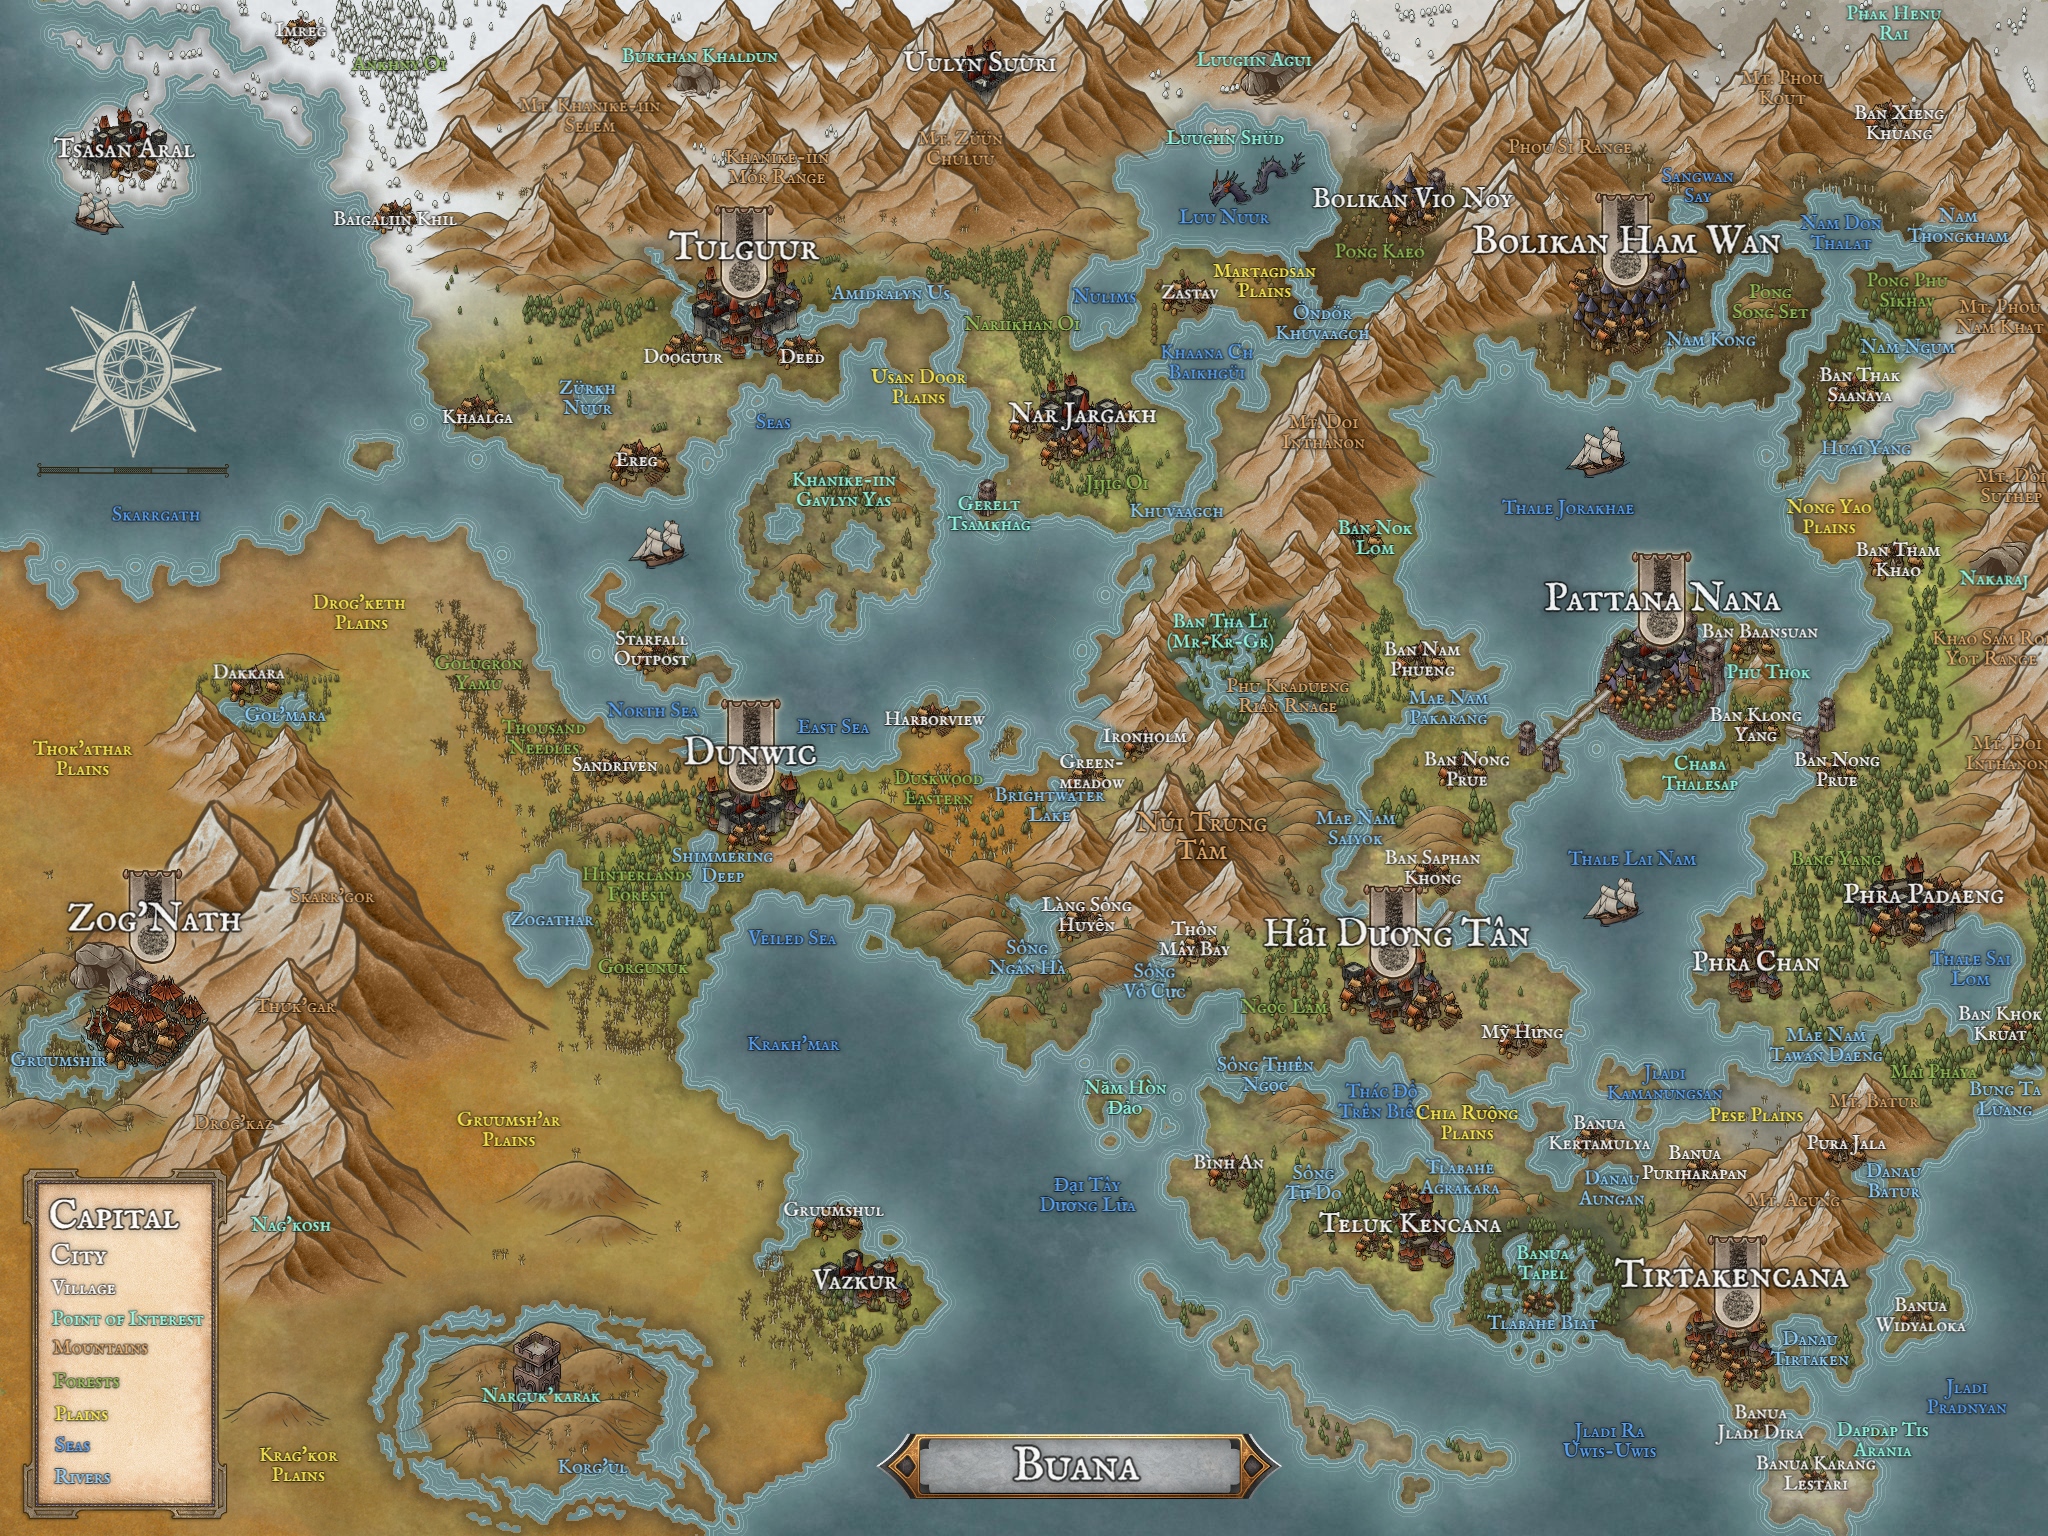 Imreg
Ankhny Oi
Burkhan Khaldun
Uulyn Suuri
Luugiin Agui
Phak Henu
Rai
Mt. Khanike-iin
Selem
Mt. Züün
Chuluu
Mt. Phou
Kout
Ban Xieng
Khuang
Tsasan Aral
Khanike-iin
Mör Range
Luugiin Shüd
Phou Si Range
Baigaliin Khil
Luu Nuur
Bolikan Vio Noy
Sangwan
Say
Nam Don
Thalat
Nam
Thongkham
Tulguur
Bolikan Ham Wan
Pong Kaeo
Amidralyn Us
Nulims
Zastav
Martagdsan
Plains
Pong
Song Set
Pong Phu
Sikhav
Mt. Phou
Nam Khat
Nariikhan Oi
Öndör
Khuvaagch
Nam Kong
Nam Ngum
Dooguur
Deed
Khaana Ch
Baikhgüi
Usan Door
Plains
Zürkh
Nuur
Ban Thak
Saanaya
Khaalga
Seas
Nar Jargakh
Mt. Doi
Inthanon
Huai Yang
Ereg
Khanike-iin
Gavlyn Yas
Jijig Oi
Mt. Doi
Suthep
Skarrgath
Gerelt
Tsamkhag
Khuvaagch
Thale Jorakhae
Nong Yao
Plains
Ban Nok
Lom
Ban Tham
Khao
Nakaraj
Drog'keth
Plains
Pattana Nana
Starfall
Outpost
Ban Tha Li
(Mr-Kr-Gr)
Ban Nam
Phueng
Ban Baansuan
Khao Sam Roi
Yot Range
Dakkara
Golugron
Yamu
Phu Thok
Gol'mara
North Sea
Phu Kradueng
Rian Rnage
Mae Nam
Pakarang
Thok'athar
Plains
Thousand
Needles
Sandriven
Dunwic
East Sea
Harborview
Ironholm
Ban Klong
Yang
Mt. Doi
Inthanon
Green-
meadow
Ban Nong
Prue
Chaba
Thalesap
Ban Nong
Prue
Duskwood
Eastern
Brightwater
Lake
Núi Trung
Tâm
Mae Nam
Saiyok
Shimmering
Deep
Hinterlands
Forest
Ban Saphan
Khong
Thale Lai Nam
Bang Yang
Skarr'gor
Phra Padaeng
Zog'Nath
Zogathar
Veiled Sea
Làng Sông
Huyền
Thôn
Mây Bay
Hải Dương Tân
Sông
Ngân Hà
Sông
Vô Cực
Gorgunuk
Phra Chan
Thale Sai
Lom
Thuk'gar
Ngọc Lam
Ban Khok
Kruat
Gruumshir
Krakh'mar
Mỹ Hưng
Mae Nam
Tawan Daeng
Sông Thiên
Ngọc
Năm Hòn
Đảo
Jladi
Kamanungsan
Mai Phaya
Bung Ta
Luang
Drog'kaz
Gruumsh'ar
Plains
Thác Đổ
Trên Biể
Chia Ruộng
Plains
Pese Plains
Mt. Batur
Banua
Kertamulya
Pura Jala
Bình An
Banua
Puriharapan
Sông
Tự Do
Tlabahe
Agrakara
Danau
Aungan
Danau
Batur
Đại Tây
Dương Lửa
Mt. Agung
Capital
City
Village
Point of Interest
Mountains
Forests
Plains
Seas
Rivers
Nag'kosh
Gruumshul
Teluk Kencana
Vazkur
Banua
Tapel
Tirtakencana
Tlabahe Biat
Banua
Widyaloka
Danau
Tirtaken
Narguk'karak
Jladi
Pradnyan
Krag'kor
Plains
Korg'ul
Buana
Jladi Ra
Uwis-Uwis
Banua
Jladi Dira
Dapdap Tis
Arania
Banua Karang
Lestari